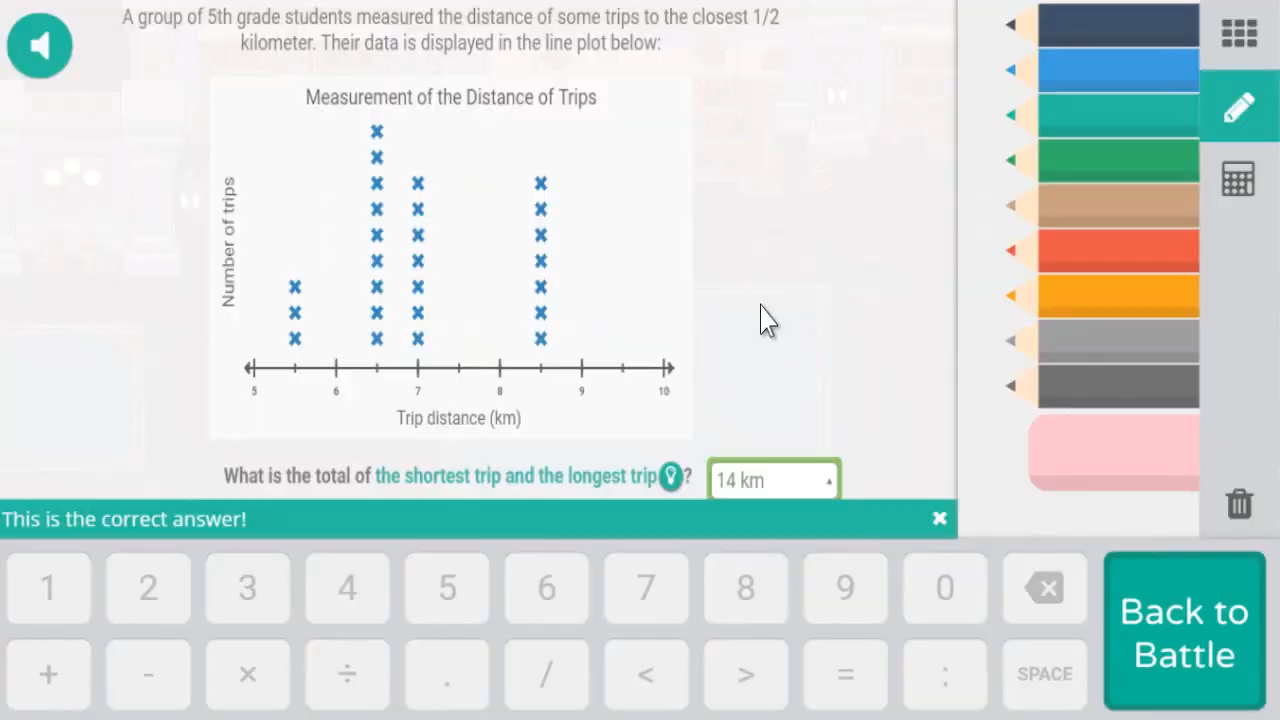 A group of 5th grade students measured the distance of some trips to the closest 1/2
kilometer. Their data is displayed in the line plot below:
Measurement of the Distance of Trips
Number of trips
5 6 7 8 9 10
Trip distance (km)
What is the total of the shortest trip and the longest trip ?
14 km
This is the correct answer!
1 2 3 4 5 6 7 8 9 0
+ - × ÷ . / < > = : SPACE
Back to
Battle